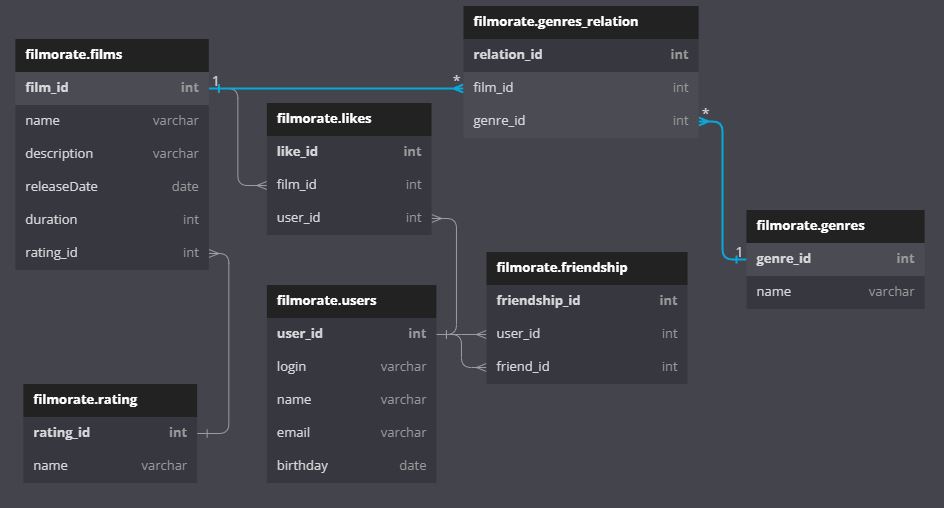 filmorate.films
film_id int
name varchar
description varchar
releaseDate date
duration int
rating_id int
1
*
filmorate.genres_relation
relation_id int
film_id int
genre_id int
*
1
filmorate.likes
like_id int
film_id int
user_id int
filmorate.genres
genre_id int
name varchar
filmorate.friendship
friendship_id int
user_id int
friend_id int
filmorate.users
user_id int
login varchar
name varchar
email varchar
birthday date
filmorate.rating
rating_id int
name varchar